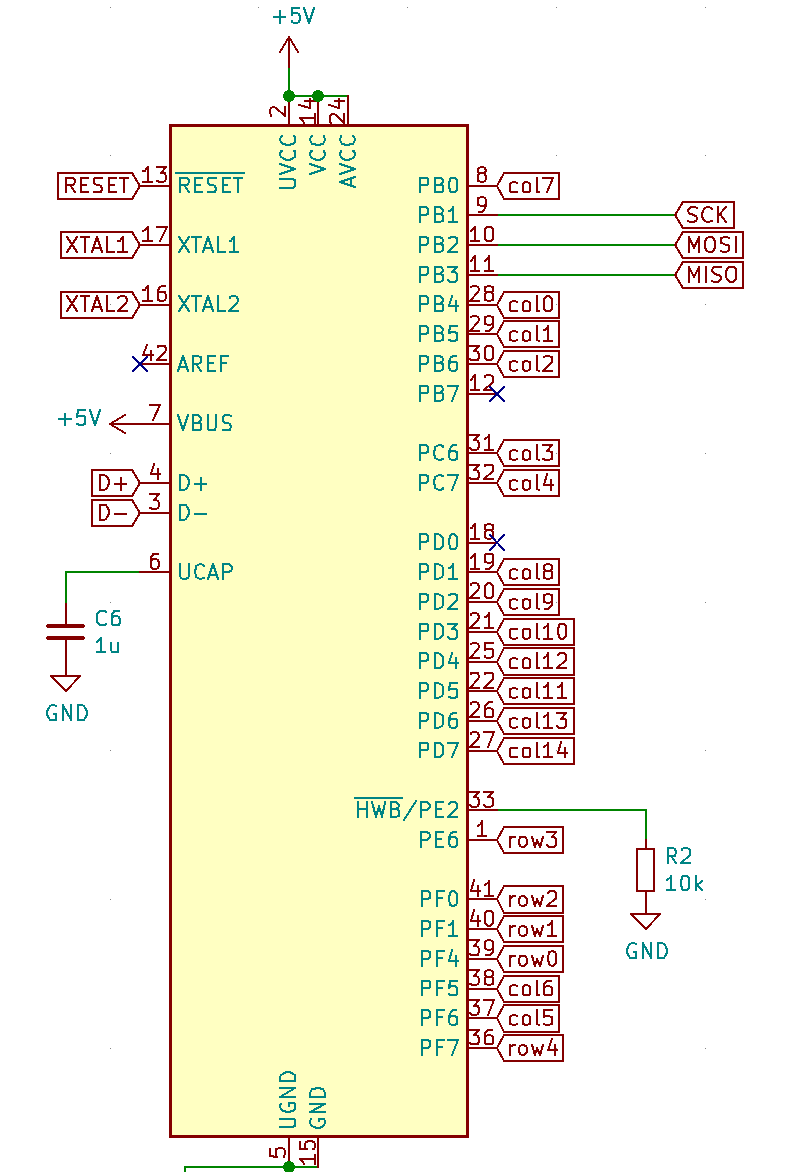 +5V
2 14 24
UVCC VCC AVCC
RESET 13 RESET
PB0 8 col7
PB1 9 SCK
XTAL1 17 XTAL1
PB2 10 MOSI
PB3 11 MISO
XTAL2 16 XTAL2
PB4 28 col0
PB5 29 col1
42 AREF
PB6 30 col2
PB7 12
+5V 7 VBUS
PC6 31 col3
D+ 4 D+
PC7 32 col4
D- 3 D-
PD0 18
6 UCAP
PD1 19 col8
PD2 20 col9
C6
1u
GND
PD3 21 col10
PD4 25 col12
PD5 22 col11
PD6 26 col13
PD7 27 col14
HWB/PE2 33
PE6 1 row3
R2
10k
GND
PF0 41 row2
PF1 40 row1
PF4 39 row0
PF5 38 col6
PF6 37 col5
PF7 36 row4
UGND GND
5 15